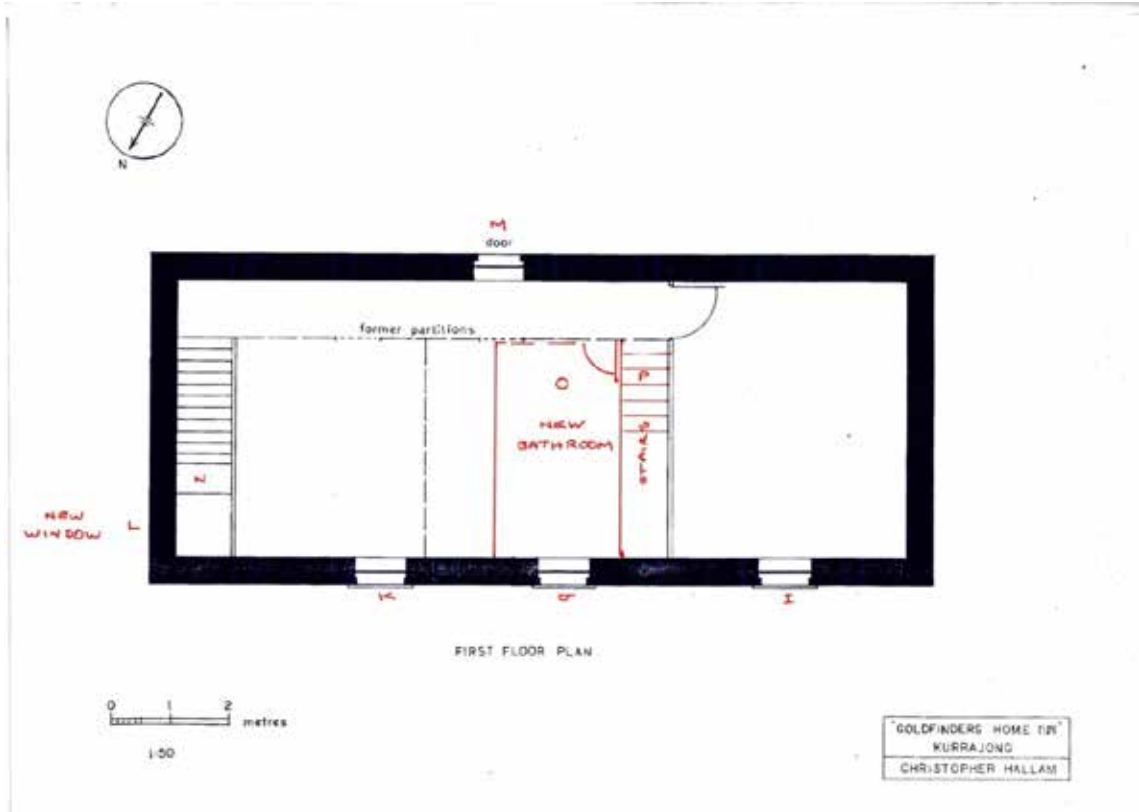 N
M
door
former partitions
P
O
NEW
BATHROOM
STAIRS
N
NEW
WINDOW
L
K
J
I
FIRST FLOOR PLAN
0 1 2
metres
1:50
KURRAJONG
"GOLDFINDERS HOME
CHRISTOPHER HALLAM